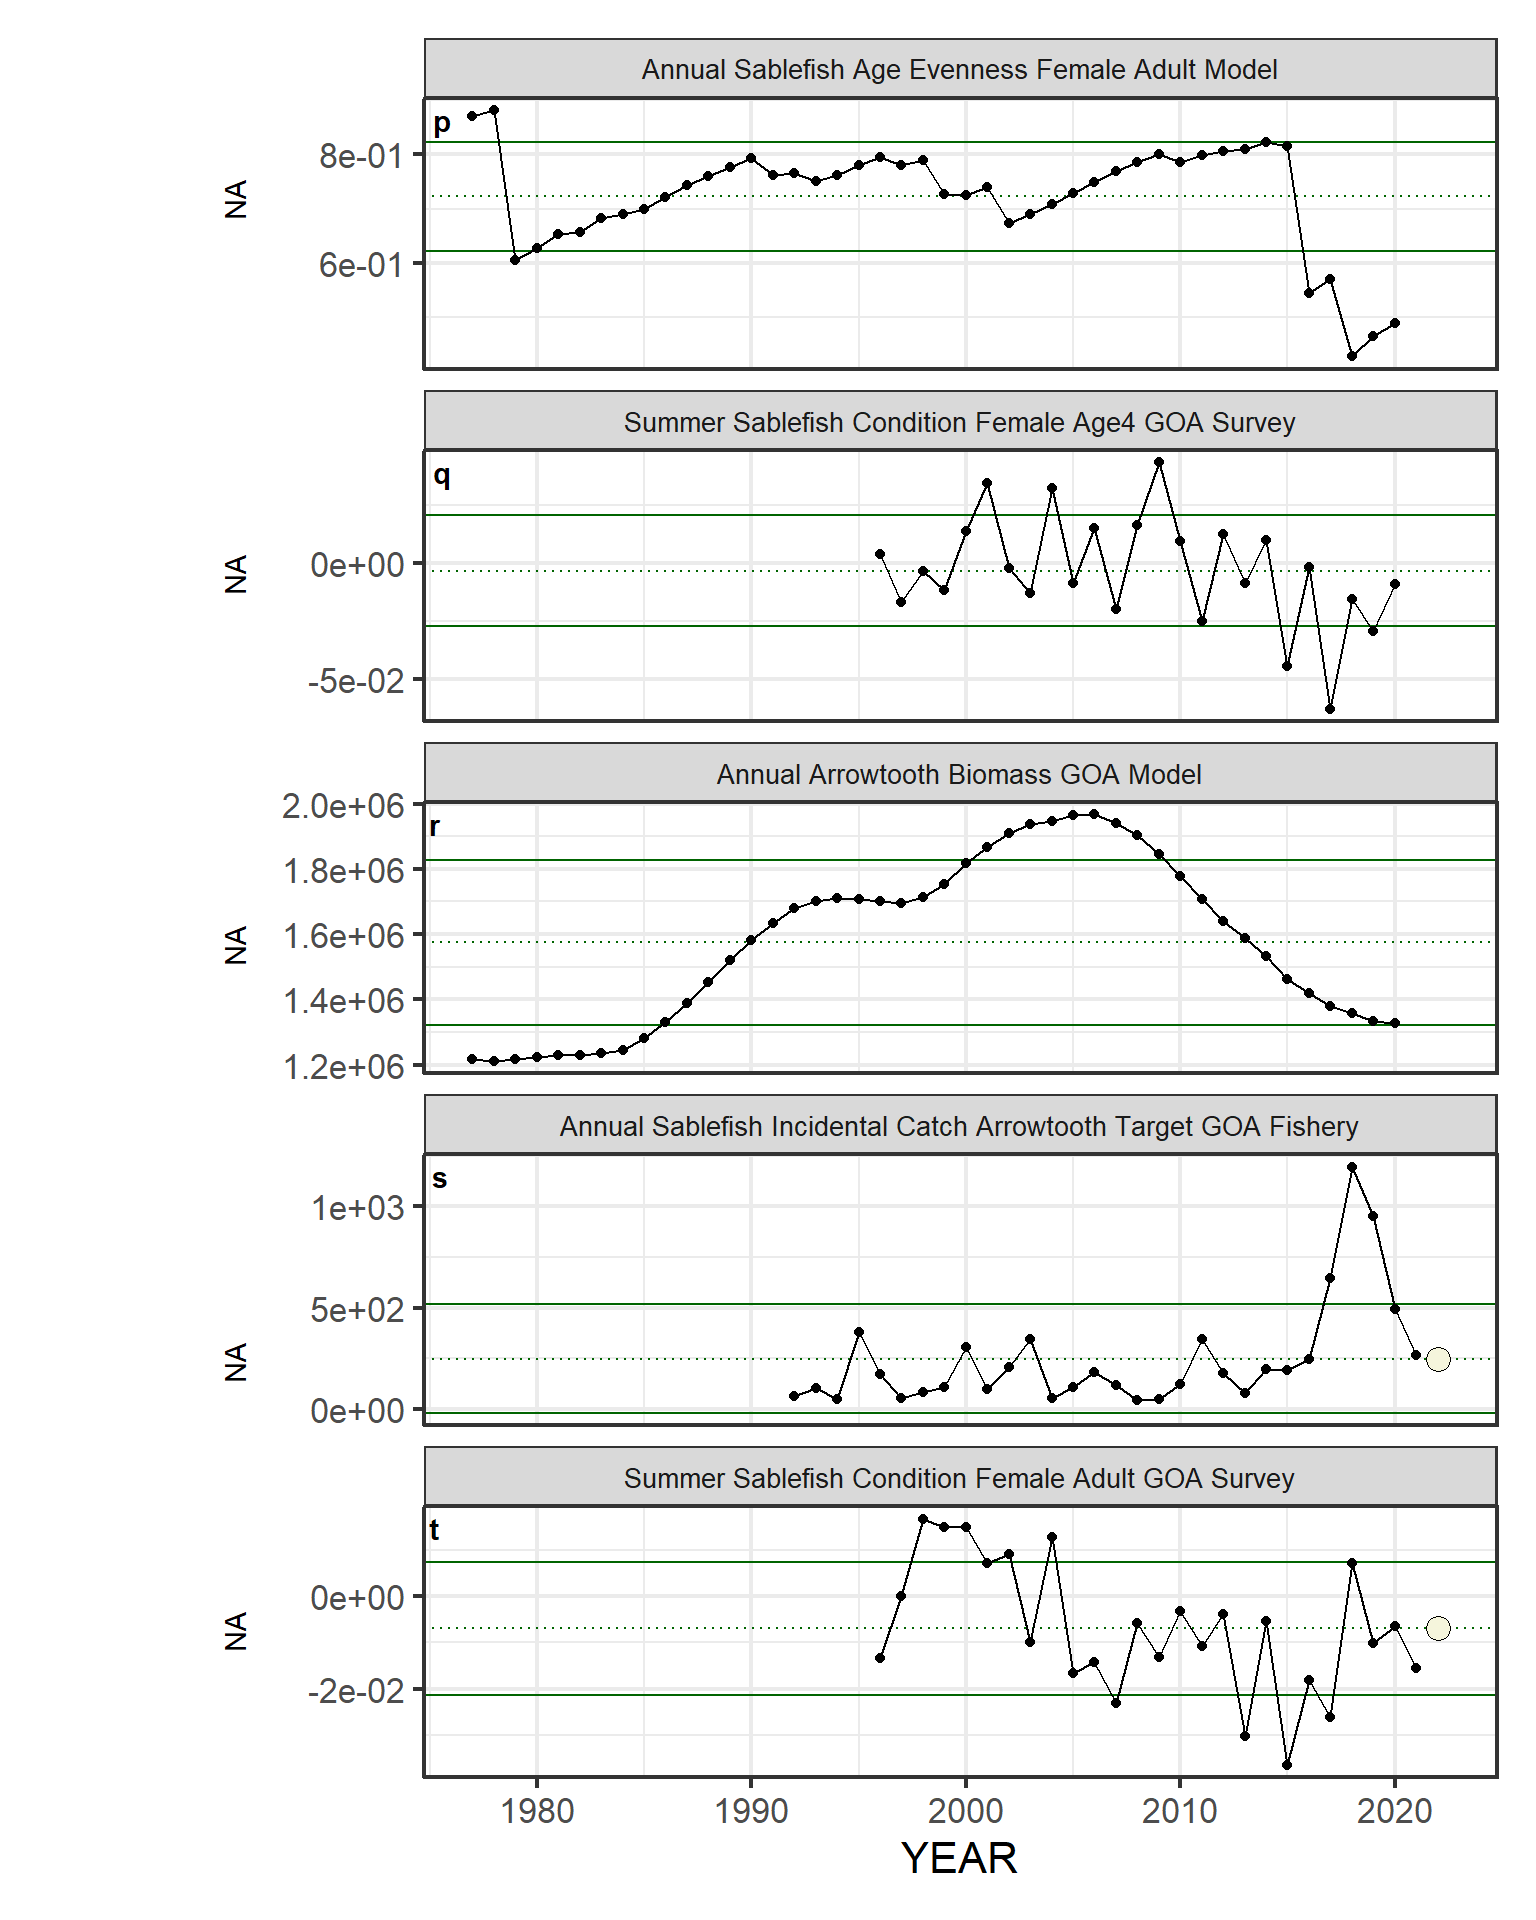 Annual Sablefish Age Evenness Female Adult Model
p
8e-01
6e-01
NA
Summer Sablefish Condition Female Age4 GOA Survey
q
0e+00
-5e-02
NA
Annual Arrowtooth Biomass GOA Model
r
2.0e+06
1.8e+06
1.6e+06
1.4e+06
1.2e+06
NA
Annual Sablefish Incidental Catch Arrowtooth Target GOA Fishery
s
1e+03
5e+02
0e+00
NA
Summer Sablefish Condition Female Adult GOA Survey
t
0e+00
-2e-02
NA
1980 1990 2000 2010 2020
YEAR